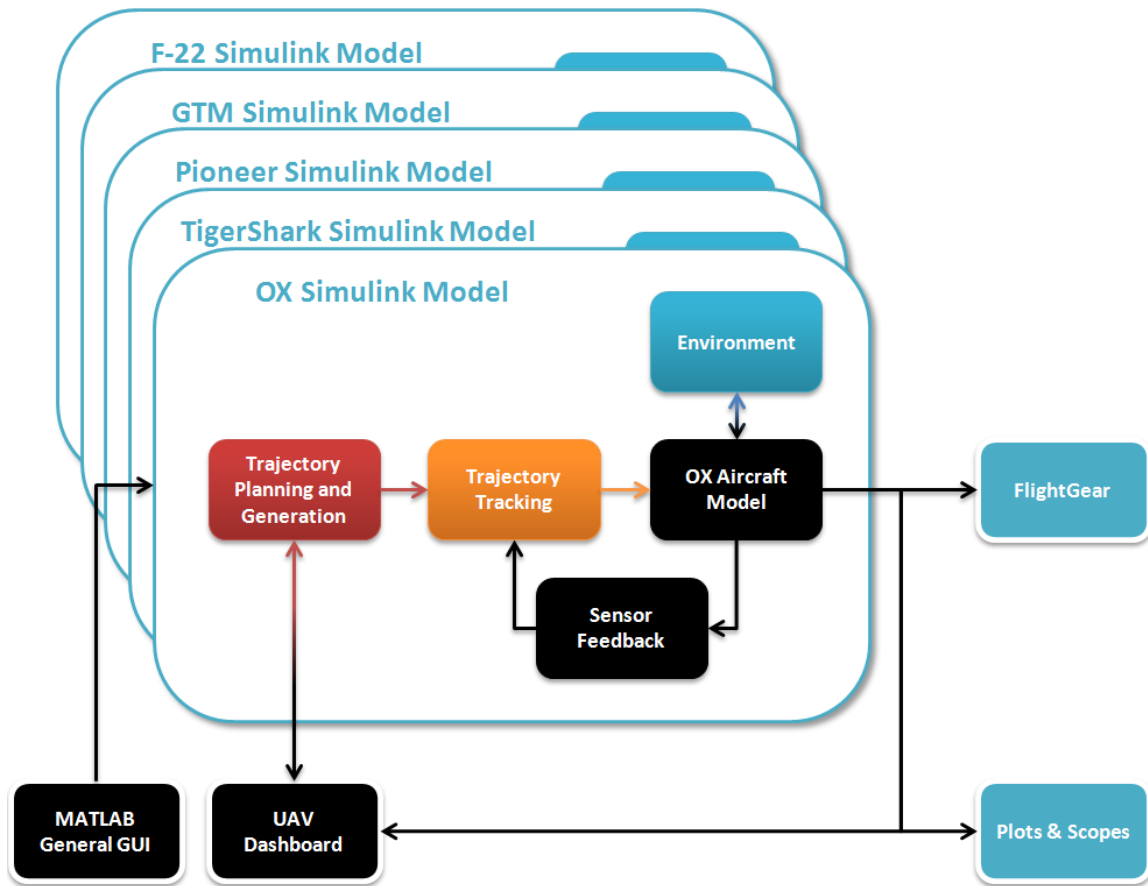 F-22 Simulink Model
GTM Simulink Model
Pioneer Simulink Model
TigerShark Simulink Model
OX Simulink Model
Environment
Trajectory
Planning and
Generation
Trajectory
Tracking
OX Aircraft
Model
FlightGear
Sensor
Feedback
MATLAB
General GUI
UAV
Dashboard
Plots & Scopes